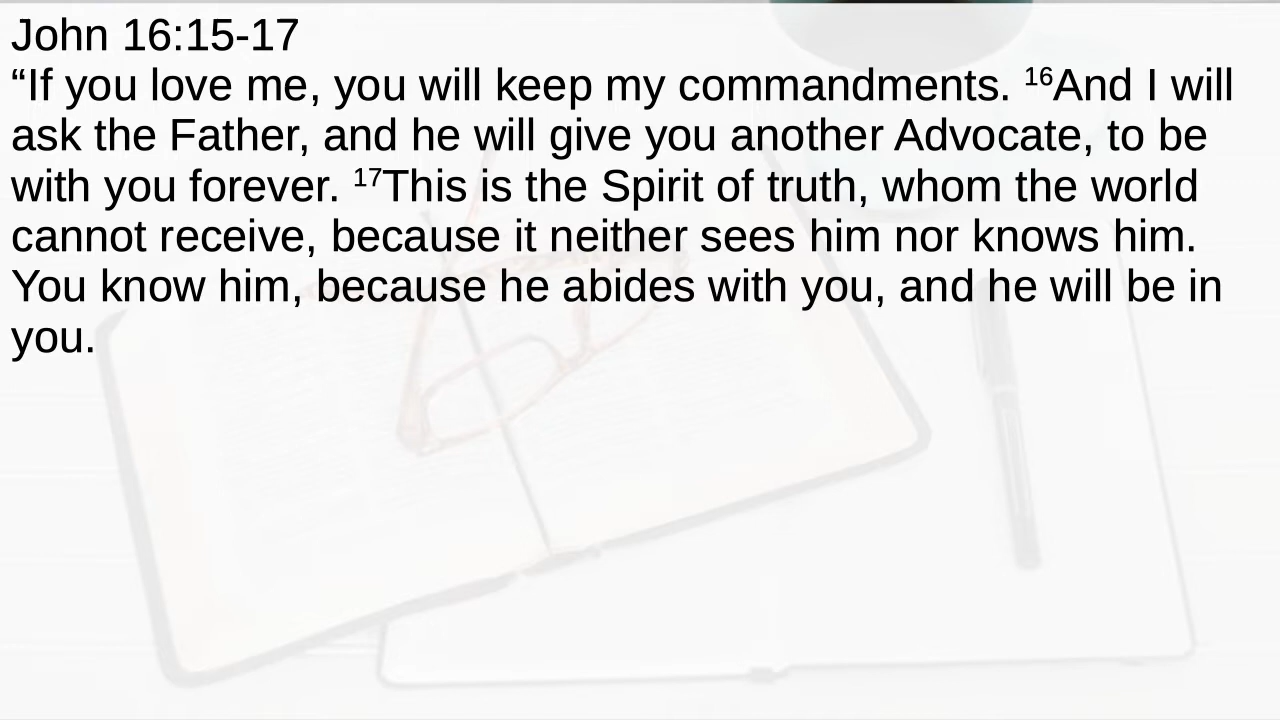 John 16:15-17
“If you love me, you will keep my commandments. 16And I will
ask the Father, and he will give you another Advocate, to be
with you forever. 17This is the Spirit of truth, whom the world
cannot receive, because it neither sees him nor knows him.
You know him, because he abides with you, and he will be in
you.